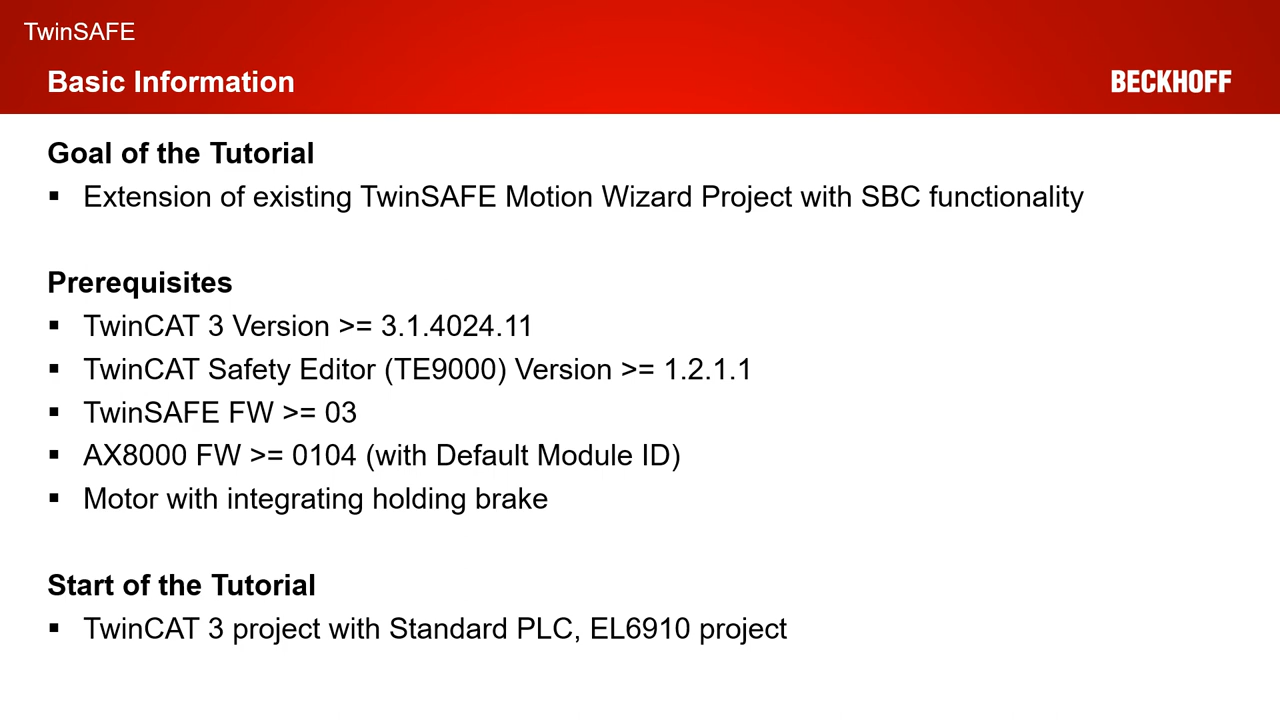 TwinSAFE
Basic Information
BECKHOFF
Goal of the Tutorial
▪ Extension of existing TwinSAFE Motion Wizard Project with SBC functionality
Prerequisites
▪ TwinCAT 3 Version >= 3.1.4024.11
▪ TwinCAT Safety Editor (TE9000) Version >= 1.2.1.1
▪ TwinSAFE FW >= 03
▪ AX8000 FW >= 0104 (with Default Module ID)
▪ Motor with integrating holding brake
Start of the Tutorial
▪ TwinCAT 3 project with Standard PLC, EL6910 project